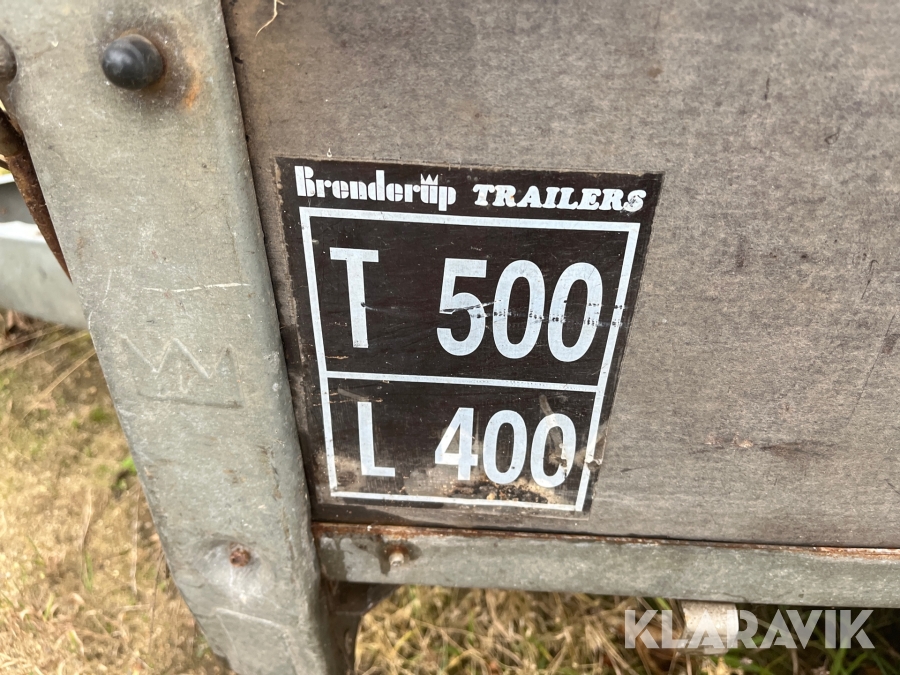 Brenderup TRAILERS
T 500
L 400
KLARAVIK